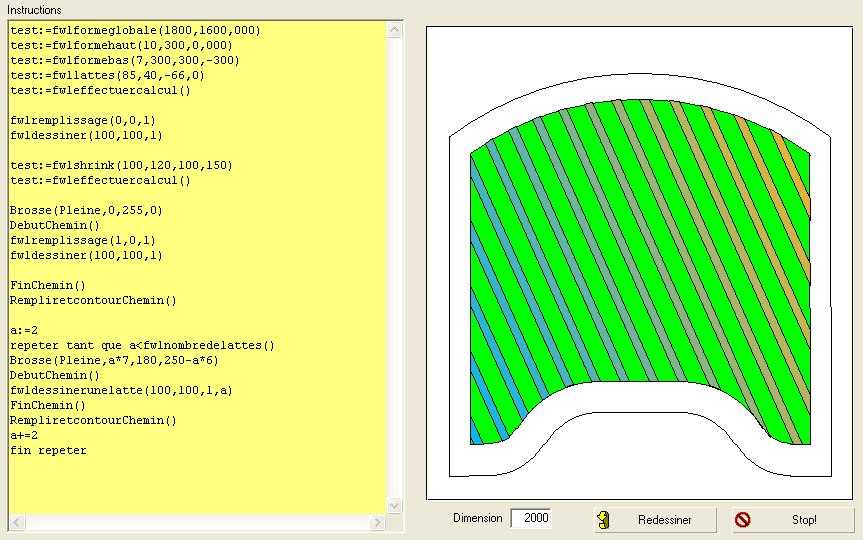 Instructions
test:=fwlformeglobale(1800,1600,000)
test:=fwlformehaut(10,300,0,000)
test:=fwlformebas(7,300,300,-300)
test:=fwllattes(85,40,-66,0)
test:=fwleffectuercalcul()
fwlremplissage(0,0,1)
fwldessiner(100,100,1)
test:=fwlshrink(100,120,100,150)
test:=fwleffectuercalcul()
Brosse(Pleine,0,255,0)
DebutChemin()
fwlremplissage(1,0,1)
fwldessiner(100,100,1)
FinChemin()
RempliretcontourChemin()
a:=2
repeter tant que a<fwlnombredelattes()
Brosse(Pleine,a*7,180,250-a*6)
DebutChemin()
fwldessinerunelatte(100,100,1,a)
FinChemin()
RempliretcontourChemin()
a+=2
fin repeter
Dimension 2000 Redessiner Stop!